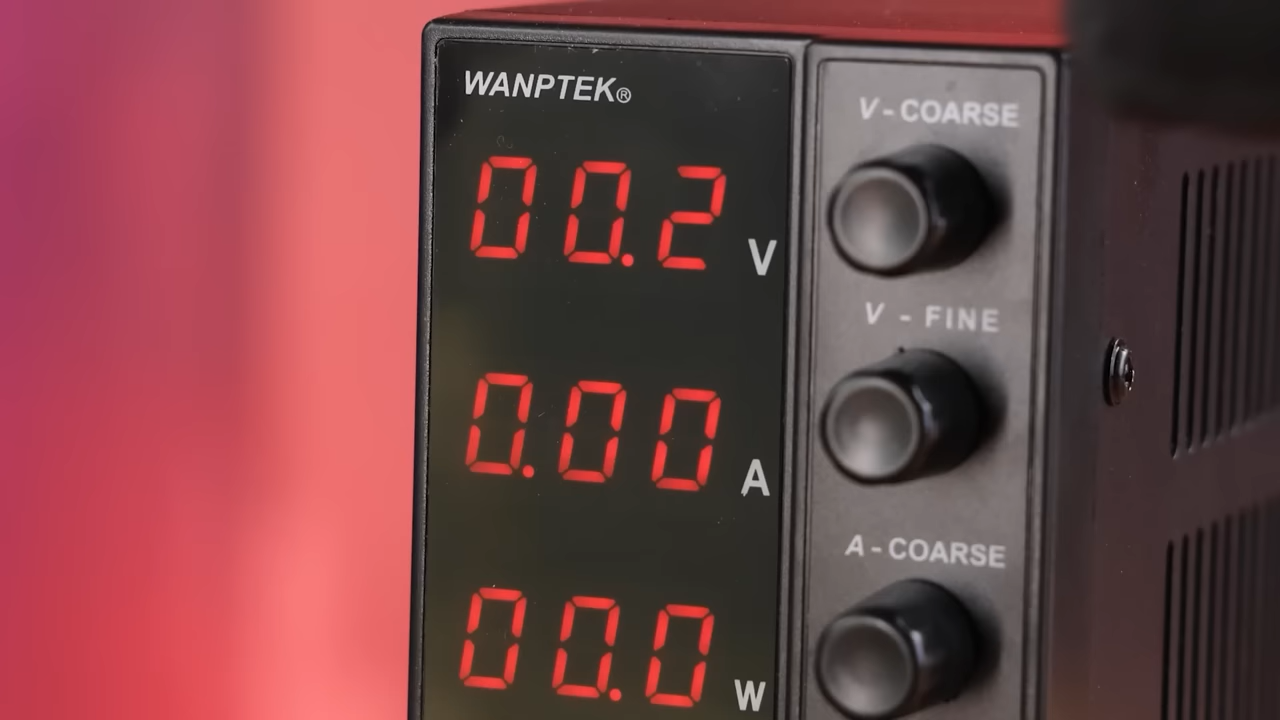 WANPTEK®
V-COARSE
00.2 V
V - FINE
0.00 A
A-COARSE
00.0 W